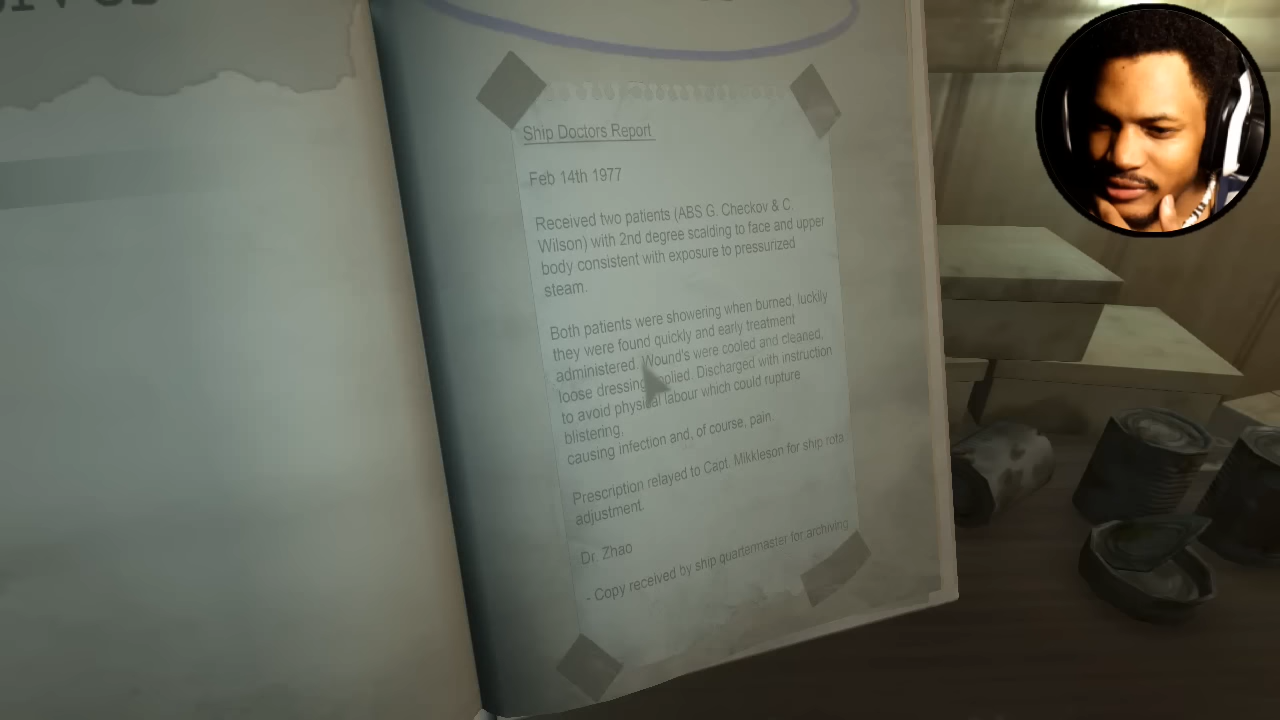 Ship Doctors Report
Feb 14th 1977
Received two patients (ABS G. Checkov & C.
Wilson) with 2nd degree scalding to face and upper
body consistent with exposure to pressurized
steam.
Both patients were showering when burned, luckily
they were found quickly and early treatment
administered. Wound's were cooled and cleaned,
loose dressing applied. Discharged with instruction
to avoid physical labour which could rupture
blistering,
causing infection and, of course, pain.
Prescription relayed to Capt. Mikkleson for ship rota
adjustment.
Dr. Zhao
- Copy received by ship quartermaster for archiving